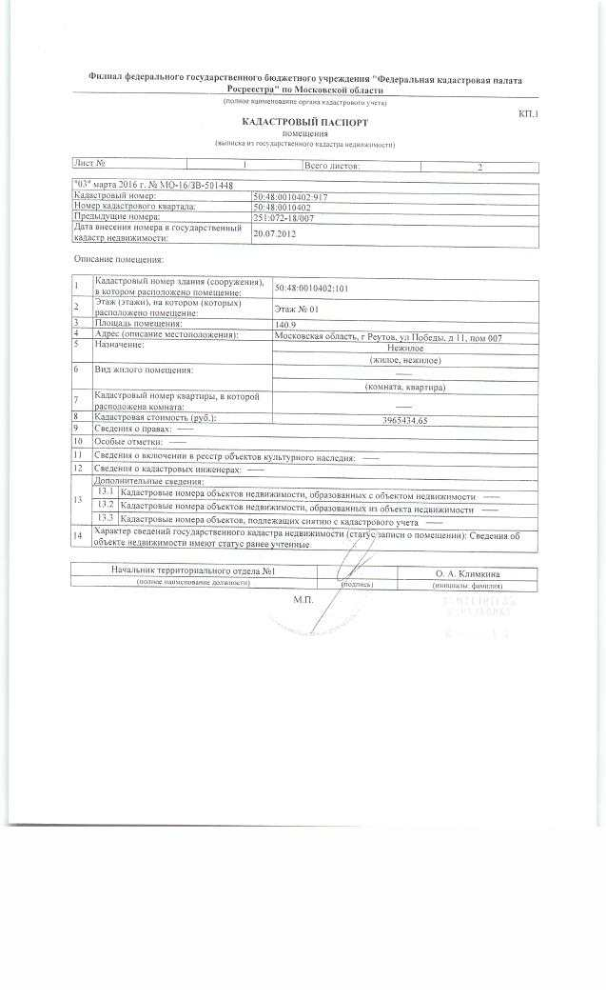 Филиал федерального государственного бюджетного учреждения "Федеральная кадастровая палата
Росреестра" по Московской области
(полное наименование органа кадастрового учета)
КП.1
КАДАСТРОВЫЙ ПАСПОРТ
помещения
(выписка из государственного кадастра недвижимости)
Лист № 1 Всего листов: 2
"03" марта 2016 г. № МО-16/ЗВ-501448
Кадастровый номер: 50:48:0010402:917
Номер кадастрового квартала: 50:48:0010402
Предыдущие номера: 251:072-18/007
Дата внесения номера в государственный
кадастр недвижимости: 20.07.2012
Описание помещения:
1 Кадастровый номер здания (сооружения),
в котором расположено помещение: 50:48:0010402:101
2 Этаж (этажи), на котором (которых)
расположено помещение: Этаж № 01
3 Площадь помещения: 140.9
4 Адрес (описание местоположения): Московская область, г Реутов, ул Победы, д 11, пом 007
5 Назначение: Нежилое
(жилое, нежилое)
6 Вид жилого помещения: ——
(комната, квартира)
7 Кадастровый номер квартиры, в которой
расположена комната: ——
8 Кадастровая стоимость (руб.): 3965434.65
9 Сведения о правах: ——
10 Особые отметки: ——
11 Сведения о включении в реестр объектов культурного наследия: ——
12 Сведения о кадастровых инженерах: ——
13 Дополнительные сведения:
13.1 Кадастровые номера объектов недвижимости, образованных с объектом недвижимости ——
13.2 Кадастровые номера объектов недвижимости, образованных из объекта недвижимости ——
13.3 Кадастровые номера объектов, подлежащих снятию с кадастрового учета ——
14 Характер сведений государственного кадастра недвижимости (статус записи о помещении): Сведения об
объекте недвижимости имеют статус ранее учтенные
Начальник территориального отдела №1 О. А. Климкина
(полное наименование должности) (подпись) (инициалы, фамилия)
М.П.